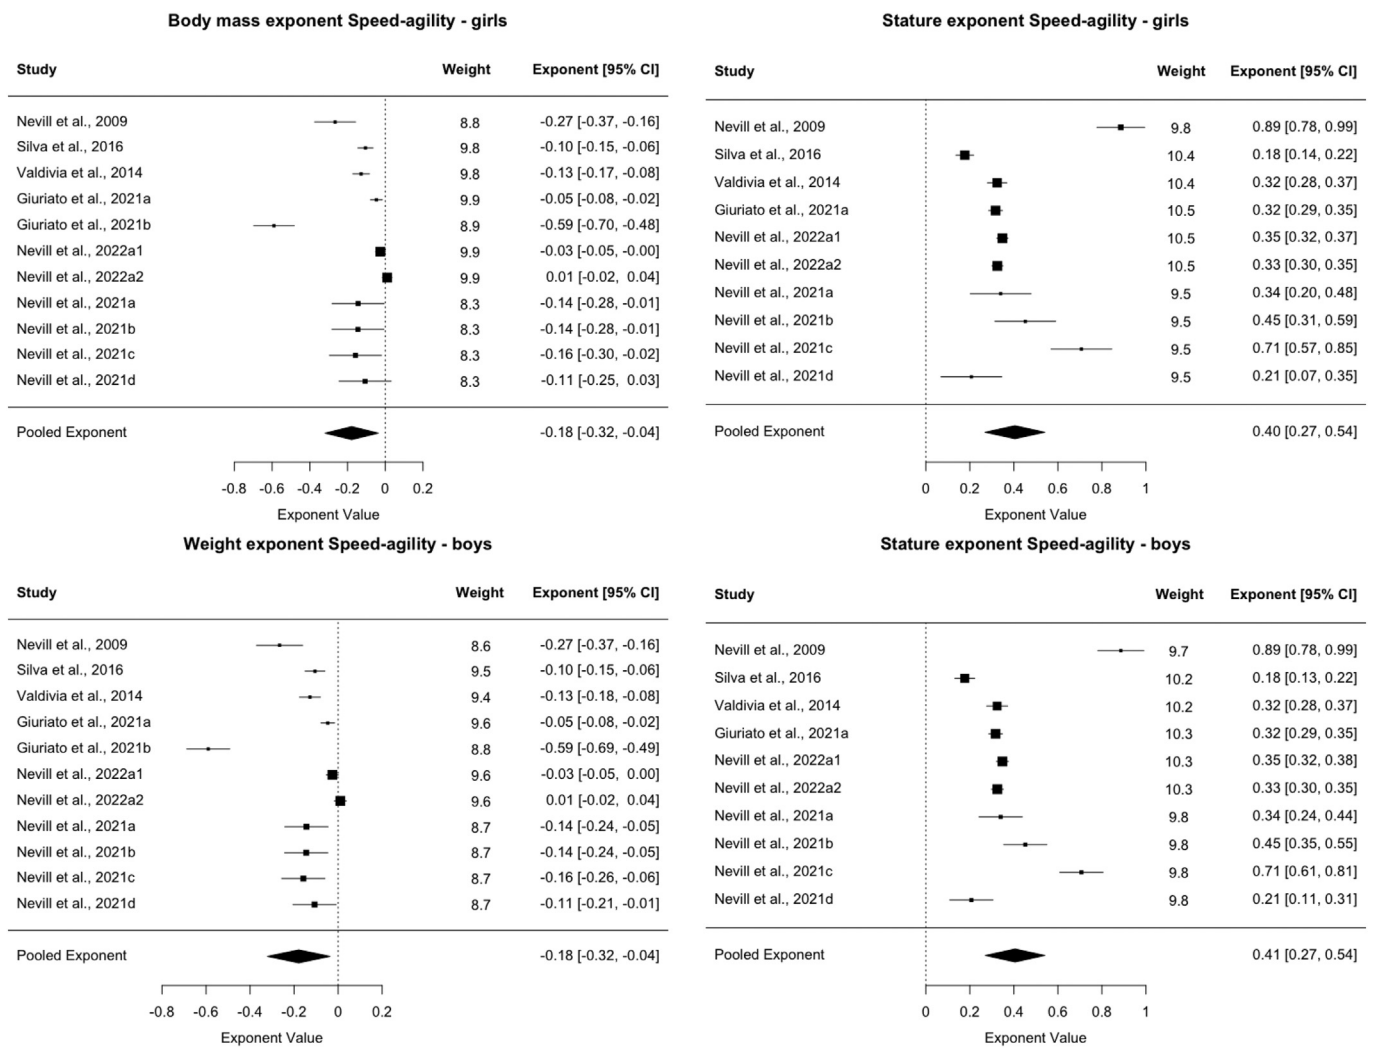 Body mass exponent Speed-agility - girls
Study Weight Exponent [95% CI]
Nevill et al., 2009 8.8 -0.27 [-0.37, -0.16]
Silva et al., 2016 9.8 -0.10 [-0.15, -0.06]
Valdivia et al., 2014 9.8 -0.13 [-0.17, -0.08]
Giuriato et al., 2021a 9.9 -0.05 [-0.08, -0.02]
Giuriato et al., 2021b 8.9 -0.59 [-0.70, -0.48]
Nevill et al., 2022a1 9.9 -0.03 [-0.05, -0.00]
Nevill et al., 2022a2 9.9 0.01 [-0.02, 0.04]
Nevill et al., 2021a 8.3 -0.14 [-0.28, -0.01]
Nevill et al., 2021b 8.3 -0.14 [-0.28, -0.01]
Nevill et al., 2021c 8.3 -0.16 [-0.30, -0.02]
Nevill et al., 2021d 8.3 -0.11 [-0.25, 0.03]
Pooled Exponent -0.18 [-0.32, -0.04]
-0.8 -0.6 -0.4 -0.2 0 0.2
Exponent Value
Stature exponent Speed-agility - girls
Study Weight Exponent [95% CI]
Nevill et al., 2009 9.8 0.89 [0.78, 0.99]
Silva et al., 2016 10.4 0.18 [0.14, 0.22]
Valdivia et al., 2014 10.4 0.32 [0.28, 0.37]
Giuriato et al., 2021a 10.5 0.32 [0.29, 0.35]
Nevill et al., 2022a1 10.5 0.35 [0.32, 0.37]
Nevill et al., 2022a2 10.5 0.33 [0.30, 0.35]
Nevill et al., 2021a 9.5 0.34 [0.20, 0.48]
Nevill et al., 2021b 9.5 0.45 [0.31, 0.59]
Nevill et al., 2021c 9.5 0.71 [0.57, 0.85]
Nevill et al., 2021d 9.5 0.21 [0.07, 0.35]
Pooled Exponent 0.40 [0.27, 0.54]
0 0.2 0.4 0.6 0.8 1
Exponent Value
Weight exponent Speed-agility - boys
Study Weight Exponent [95% CI]
Nevill et al., 2009 8.6 -0.27 [-0.37, -0.16]
Silva et al., 2016 9.5 -0.10 [-0.15, -0.06]
Valdivia et al., 2014 9.4 -0.13 [-0.18, -0.08]
Giuriato et al., 2021a 9.6 -0.05 [-0.08, -0.02]
Giuriato et al., 2021b 8.8 -0.59 [-0.69, -0.49]
Nevill et al., 2022a1 9.6 -0.03 [-0.05, 0.00]
Nevill et al., 2022a2 9.6 0.01 [-0.02, 0.04]
Nevill et al., 2021a 8.7 -0.14 [-0.24, -0.05]
Nevill et al., 2021b 8.7 -0.14 [-0.24, -0.05]
Nevill et al., 2021c 8.7 -0.16 [-0.26, -0.06]
Nevill et al., 2021d 8.7 -0.11 [-0.21, -0.01]
Pooled Exponent -0.18 [-0.32, -0.04]
-0.8 -0.6 -0.4 -0.2 0 0.2
Exponent Value
Stature exponent Speed-agility - boys
Study Weight Exponent [95% CI]
Nevill et al., 2009 9.7 0.89 [0.78, 0.99]
Silva et al., 2016 10.2 0.18 [0.13, 0.22]
Valdivia et al., 2014 10.2 0.32 [0.28, 0.37]
Giuriato et al., 2021a 10.3 0.32 [0.29, 0.35]
Nevill et al., 2022a1 10.3 0.35 [0.32, 0.38]
Nevill et al., 2022a2 10.3 0.33 [0.30, 0.35]
Nevill et al., 2021a 9.8 0.34 [0.24, 0.44]
Nevill et al., 2021b 9.8 0.45 [0.35, 0.55]
Nevill et al., 2021c 9.8 0.71 [0.61, 0.81]
Nevill et al., 2021d 9.8 0.21 [0.11, 0.31]
Pooled Exponent 0.41 [0.27, 0.54]
0 0.2 0.4 0.6 0.8 1
Exponent Value